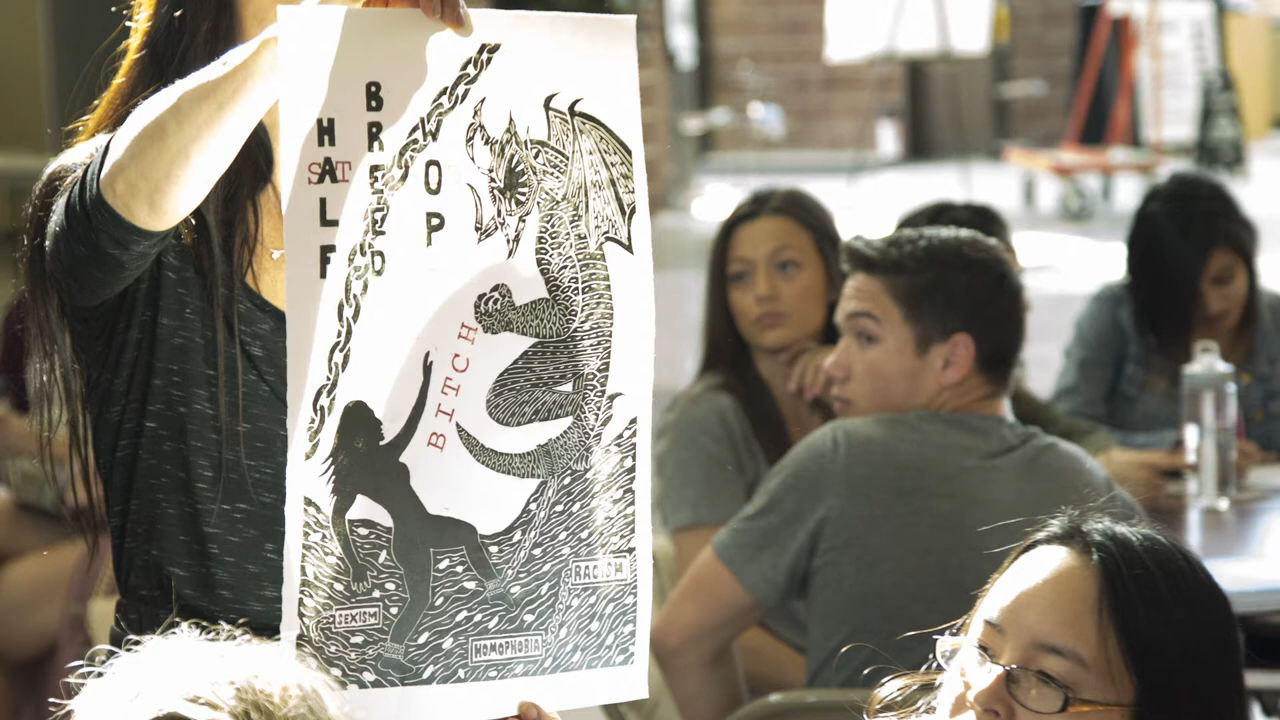 HALF
BREED
WOP
SAT
BITCH
RACISM
SEXISM
HOMOPHOBIA